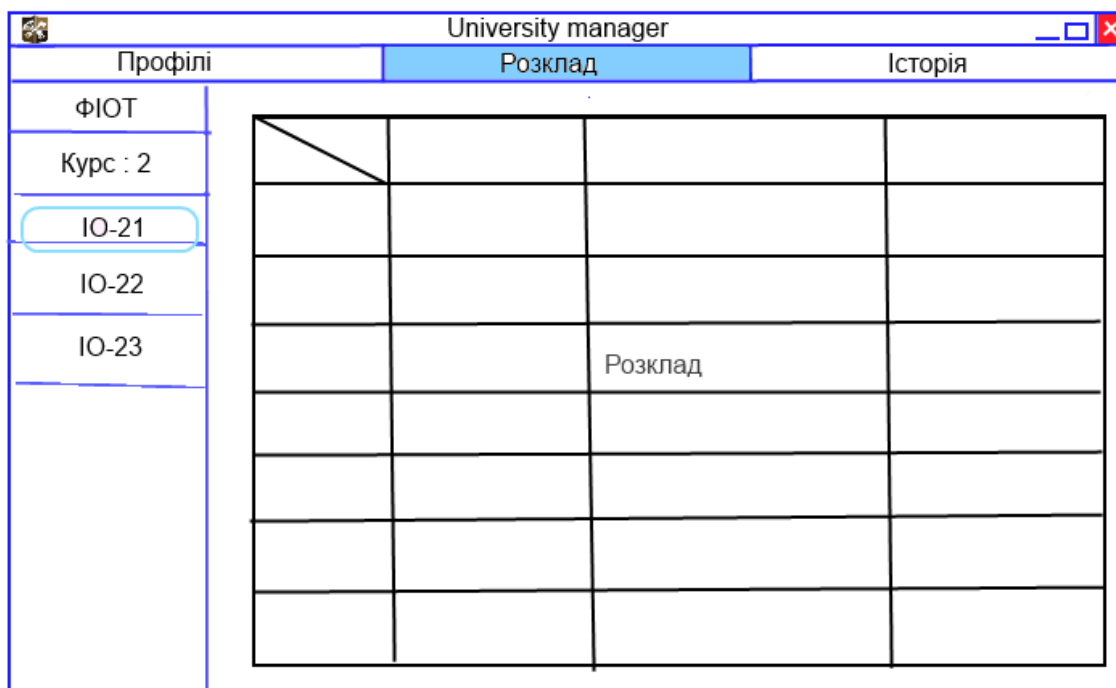 University manager
Профілі
Розклад
Історія
ФІОТ
Курс : 2
ІО-21
ІО-22
ІО-23
Розклад